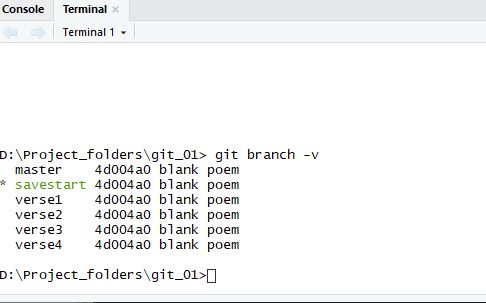 Console Terminal ×
Terminal 1
D:\Project_folders\git_01> git branch -v
  master    4d004a0 blank poem
* savestart 4d004a0 blank poem
  verse1    4d004a0 blank poem
  verse2    4d004a0 blank poem
  verse3    4d004a0 blank poem
  verse4    4d004a0 blank poem
D:\Project_folders\git_01>